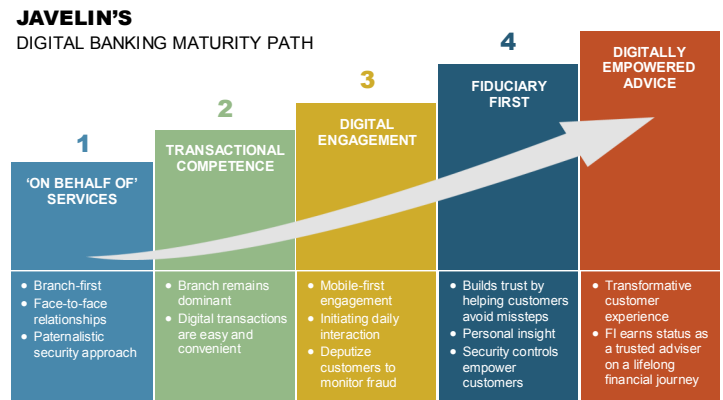 JAVELIN'S
DIGITAL BANKING MATURITY PATH
1
'ON BEHALF OF'
SERVICES
• Branch-first
• Face-to-face
relationships
• Paternalistic
security approach
2
TRANSACTIONAL
COMPETENCE
• Branch remains
dominant
• Digital transactions
are easy and
convenient
3
DIGITAL
ENGAGEMENT
• Mobile-first
engagement
• Initiating daily
interaction
• Deputize
customers to
monitor fraud
4
FIDUCIARY
FIRST
• Builds trust by
helping customers
avoid missteps
• Personal insight
• Security controls
empower
customers
DIGITALLY
EMPOWERED
ADVICE
• Transformative
customer
experience
• FI earns status as
a trusted adviser
on a lifelong
financial journey